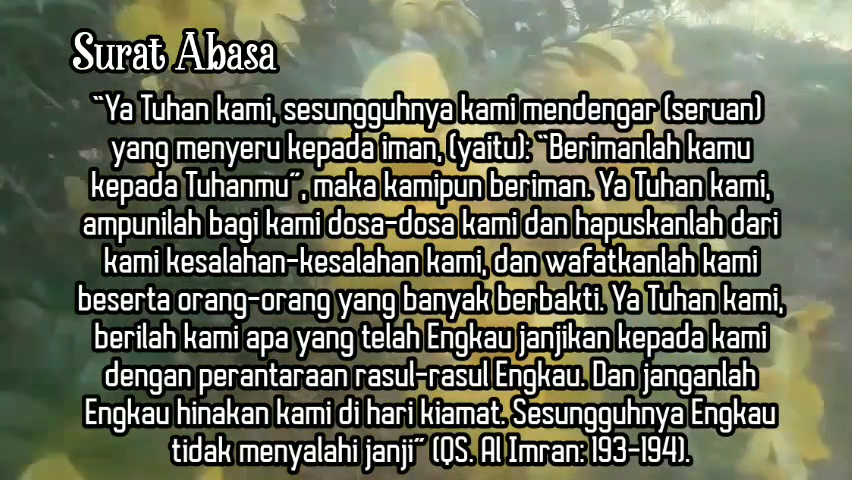 Surat Abasa
"Ya Tuhan kami, sesungguhnya kami mendengar (seruan)
yang menyeru kepada iman, (yaitu): "Berimanlah kamu
kepada Tuhanmu", maka kamipun beriman. Ya Tuhan kami,
ampunilah bagi kami dosa-dosa kami dan hapuskanlah dari
kami kesalahan-kesalahan kami, dan wafatkanlah kami
beserta orang-orang yang banyak berbakti. Ya Tuhan kami,
berilah kami apa yang telah Engkau janjikan kepada kami
dengan perantaraan rasul-rasul Engkau. Dan janganlah
Engkau hinakan kami di hari kiamat. Sesungguhnya Engkau
tidak menyalahi janji" (QS. Al Imran: 193-194).